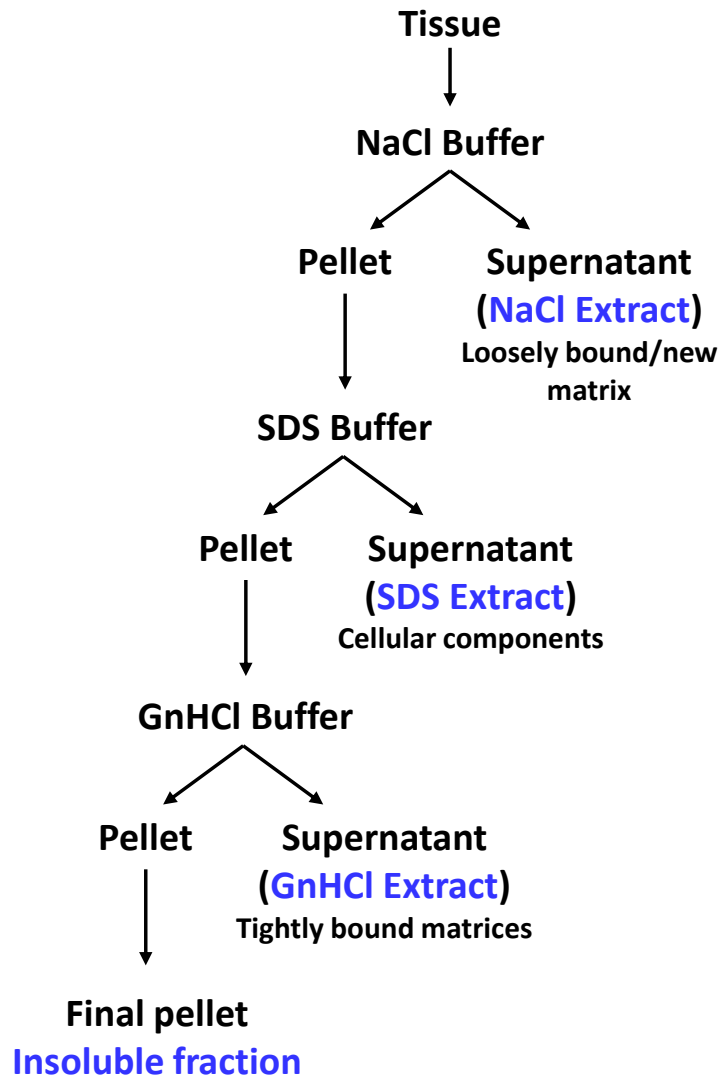 Tissue
NaCl Buffer
Pellet
Supernatant
(NaCl Extract)
Loosely bound/new
matrix
SDS Buffer
Pellet
Supernatant
(SDS Extract)
Cellular components
GnHCl Buffer
Pellet
Supernatant
(GnHCl Extract)
Tightly bound matrices
Final pellet
Insoluble fraction